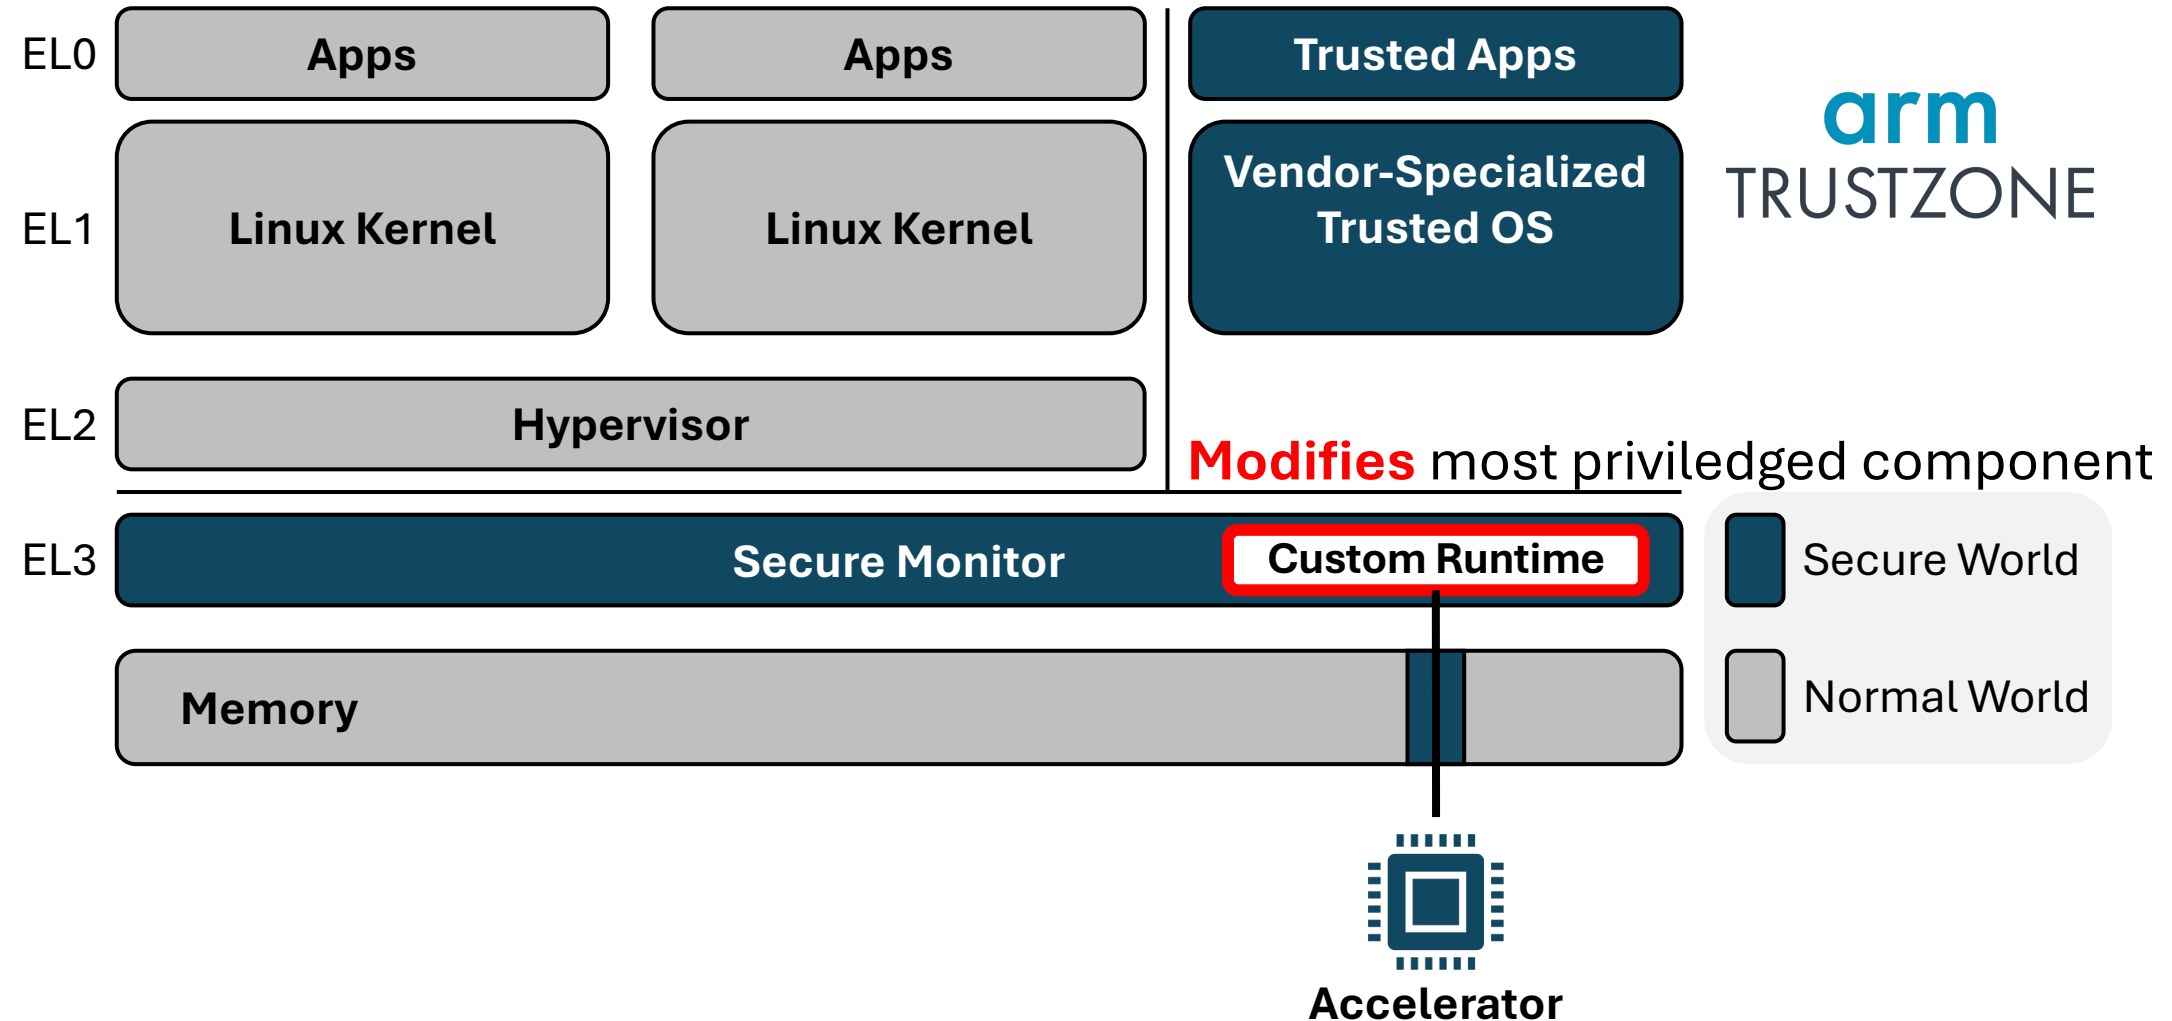 EL0
Apps
Apps
Trusted Apps
arm
TRUSTZONE
EL1
Linux Kernel
Linux Kernel
Vendor-Specialized
Trusted OS
EL2
Hypervisor
Modifies most priviledged component
EL3
Secure Monitor
Custom Runtime
Secure World
Memory
Normal World
Accelerator